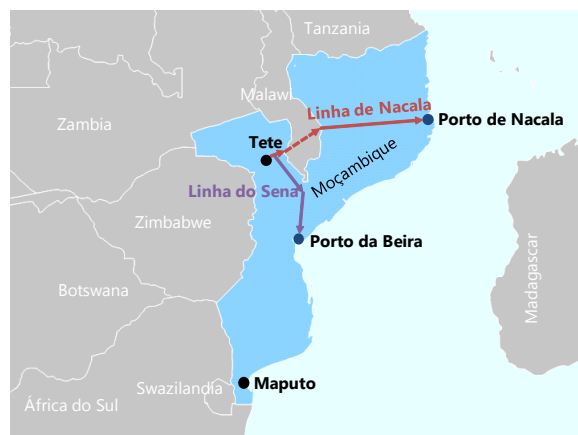 Tanzania
Malawi
Linha de Nacala
Porto de Nacala
Zambia
Tete
Moçambique
Linha do Sena
Zimbabwe
Porto da Beira
Madagascar
Botswana
Swazilandia
Maputo
África do Sul